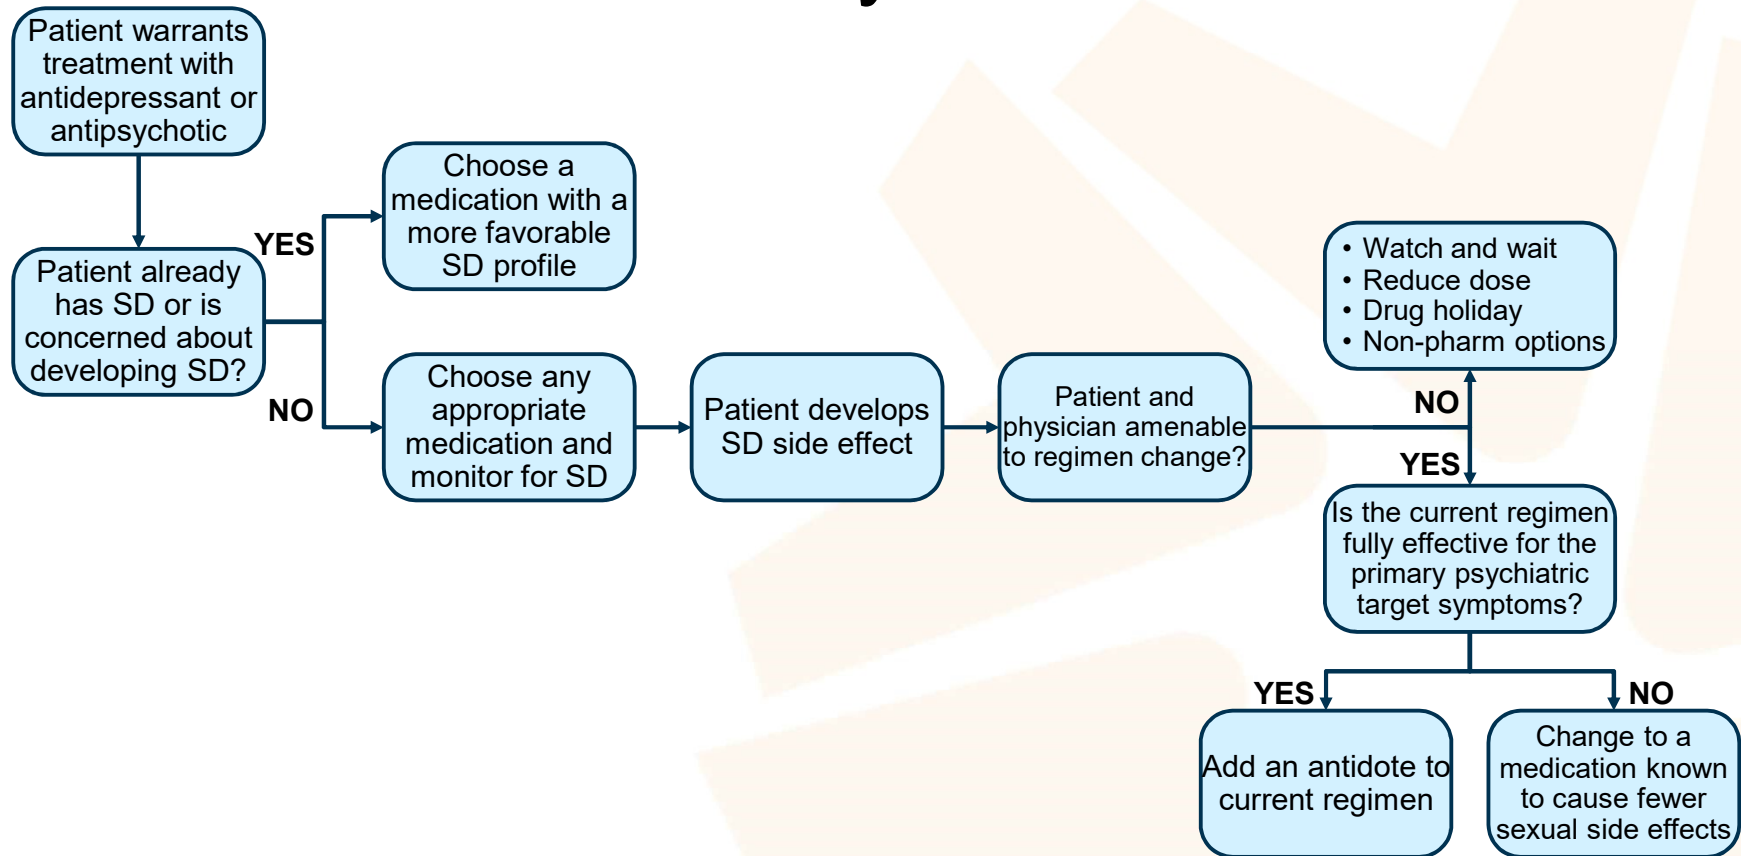 Patient warrants
treatment with
antidepressant or
antipsychotic
Patient already
has SD or is
concerned about
developing SD?
YES
NO
Choose a
medication with a
more favorable
SD profile
Choose any
appropriate
medication and
monitor for SD
Patient develops
SD side effect
Patient and
physician amenable
to regimen change?
NO
YES
• Watch and wait
• Reduce dose
• Drug holiday
• Non-pharm options
Is the current regimen
fully effective for the
primary psychiatric
target symptoms?
YES
NO
Add an antidote to
current regimen
Change to a
medication known
to cause fewer
sexual side effects